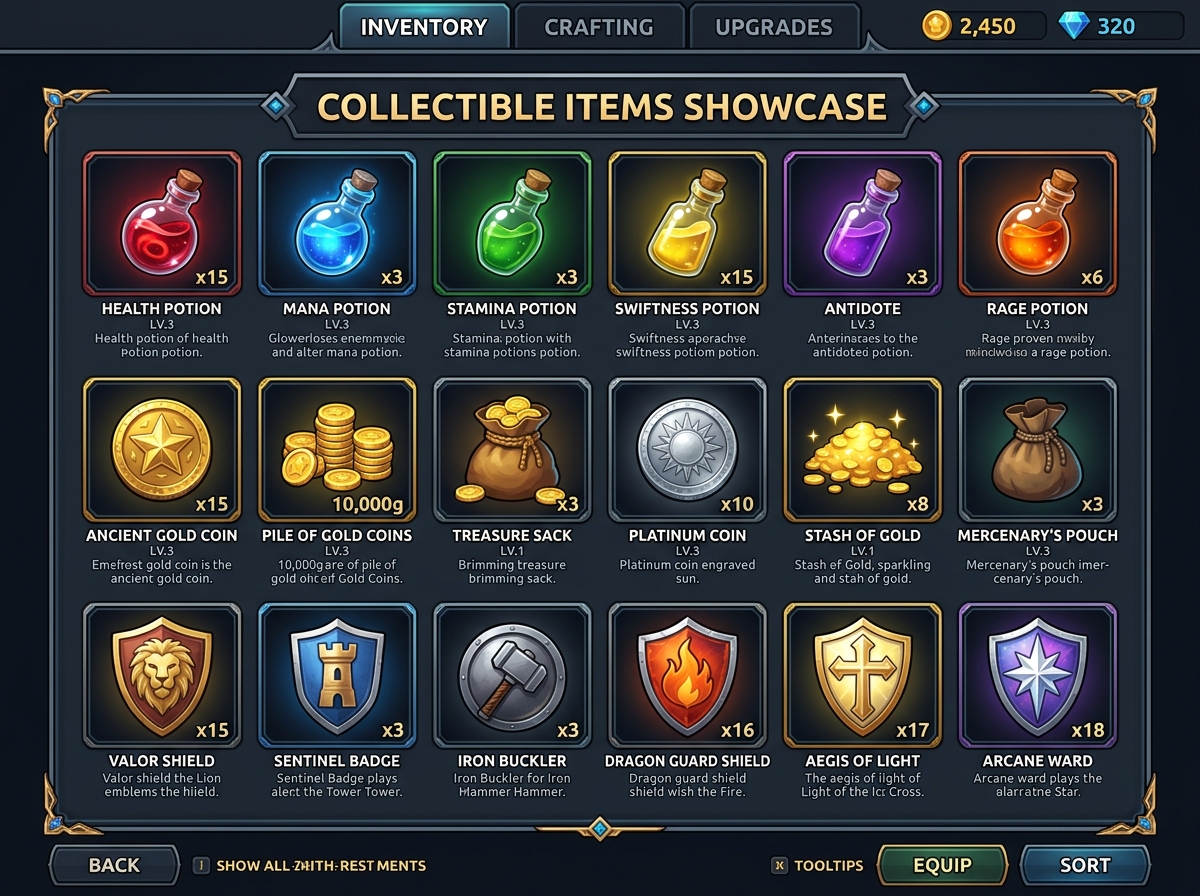 INVENTORY
CRAFTING
UPGRADES
2,450
320
COLLECTIBLE ITEMS SHOWCASE
x15
x3
x3
x15
x3
x6
HEALTH POTION
LV.3
Health potion of health
Potion potion.
MANA POTION
LV.3
and alter mana potion.
STAMINA POTION
LV.3
Stamina: potion with
stamina potions potion.
SWIFTNESS POTION
LV.3
Swiftness
swiftness potiom potion.
ANTIDOTE
LV.3
to the
antidoted potion.
RAGE POTION
LV.3
Rage proven
a rage potion.
x15
10,000g
x3
x10
x8
x3
ANCIENT GOLD COIN
LV.3
Emefrest gold coin is the
ancient gold coin.
PILE OF GOLD COINS
LV.3
10,000g are of pile of
gold of Gold Coins.
TREASURE SACK
LV.1
Brimming treasure
brimming sack.
PLATINUM COIN
LV.3
Platinum coin engraved
sun.
STASH OF GOLD
LV.1
Stash of Gold, sparkling
and stah of gold.
MERCENARY'S POUCH
LV.3
Mercenary's pouch imer-
cenary's pouch.
x15
x3
x3
x16
x17
x18
VALOR SHIELD
Valor shield the Lion
emblems the
SENTINEL BADGE
Sentinel Badge plays
alert the Tower Tower.
IRON BUCKLER
Iron Buckler for Iron
Hammer Hammer.
DRAGON GUARD SHIELD
Dragon guard shield
shield wish the Fire.
AEGIS OF LIGHT
The aegis of light of
Light of the Cross.
ARCANE WARD
Arcane ward plays the
Star.
BACK
SHOW ALL
X TOOLTIPS
EQUIP
SORT